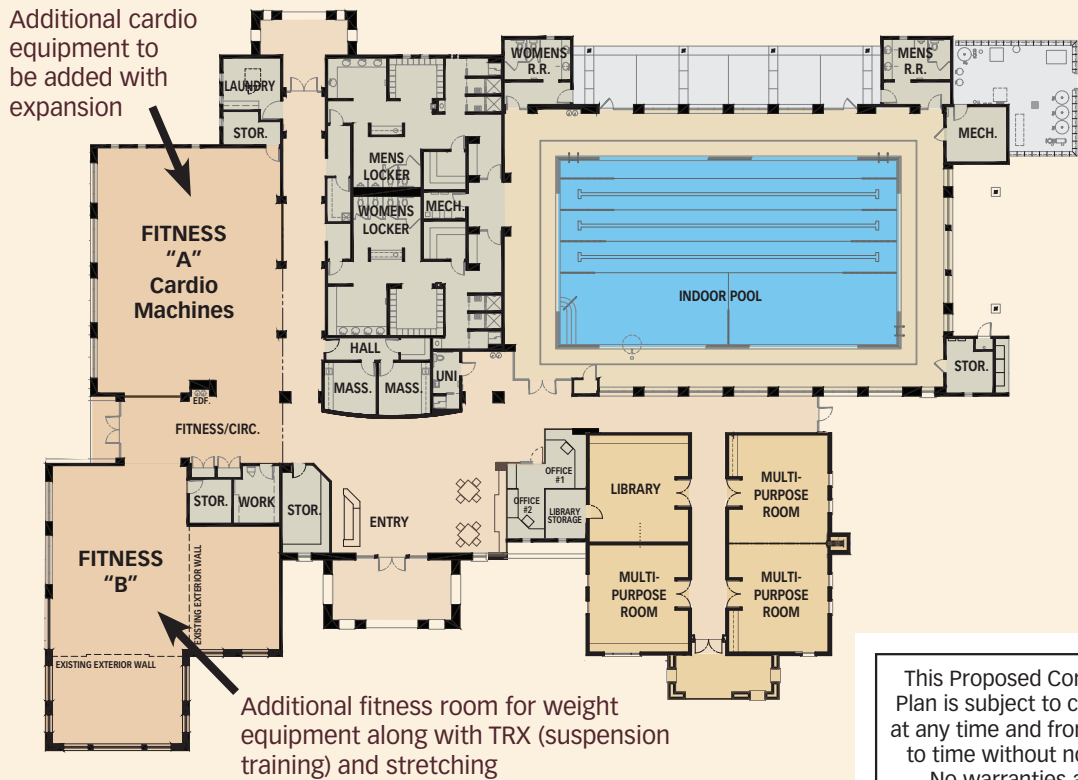 Additional cardio
equipment to
be added with
expansion
LAUNDRY
STOR.
WOMENS
R.R.
MENS
R.R.
MECH.
MENS
LOCKER
WOMENS
LOCKER
MECH.
FITNESS
"A"
Cardio
Machines
INDOOR POOL
HALL
MASS.
MASS.
UNI
STOR.
EDF.
FITNESS/CIRC.
STOR.
WORK
STOR.
ENTRY
OFFICE
#1
OFFICE
#2
LIBRARY
STORAGE
LIBRARY
MULTI-
PURPOSE
ROOM
MULTI-
PURPOSE
ROOM
MULTI-
PURPOSE
ROOM
FITNESS
"B"
EXISTING EXTERIOR WALL
EXISTING EXTERIOR WALL
Additional fitness room for weight
equipment along with TRX (suspension
training) and stretching
This Proposed
Plan is subject to
at any time and
to time without
No warranties